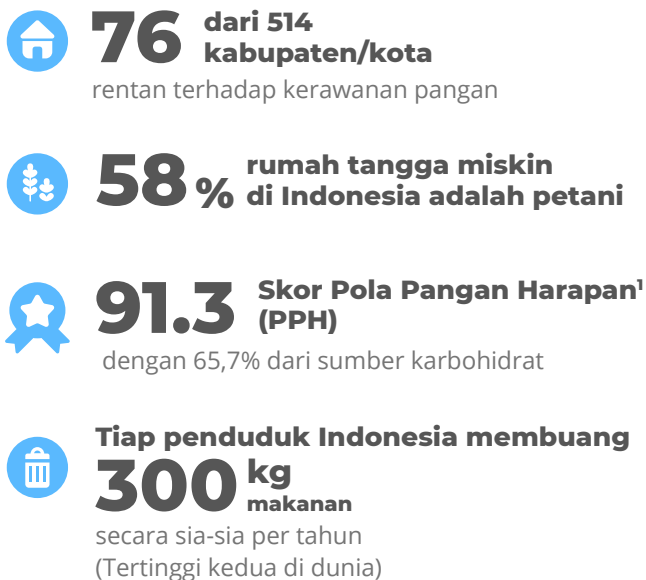 76 dari 514
kabupaten/kota
rentan terhadap kerawanan pangan
58% rumah tangga miskin
di Indonesia adalah petani
91.3 Skor Pola Pangan Harapan¹
(PPH)
dengan 65,7% dari sumber karbohidrat
Tiap penduduk Indonesia membuang
300 kg
makanan
secara sia-sia per tahun
(Tertinggi kedua di dunia)